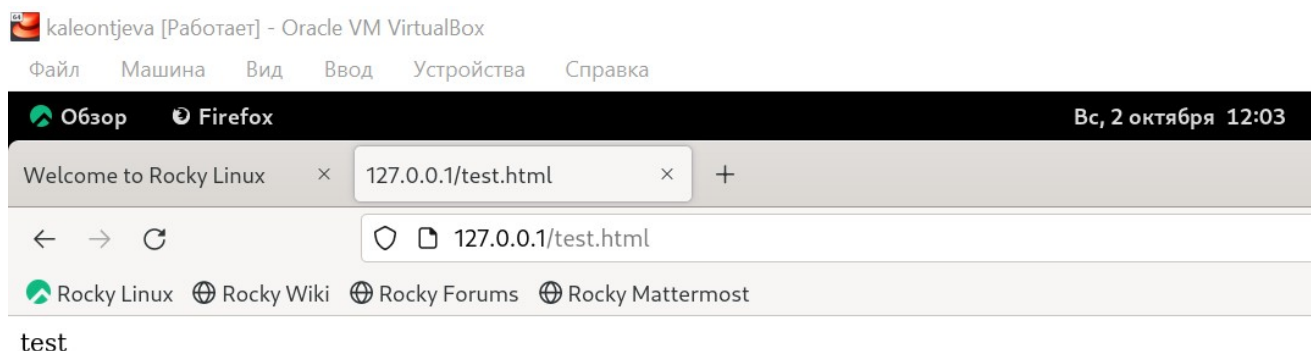 kaleontjeva [Работает] - Oracle VM VirtualBox
Файл Машина Вид Ввод Устройства Справка
Обзор Firefox Вс, 2 октября 12:03
Welcome to Rocky Linux × 127.0.0.1/test.html × +
127.0.0.1/test.html
Rocky Linux Rocky Wiki Rocky Forums Rocky Mattermost
test